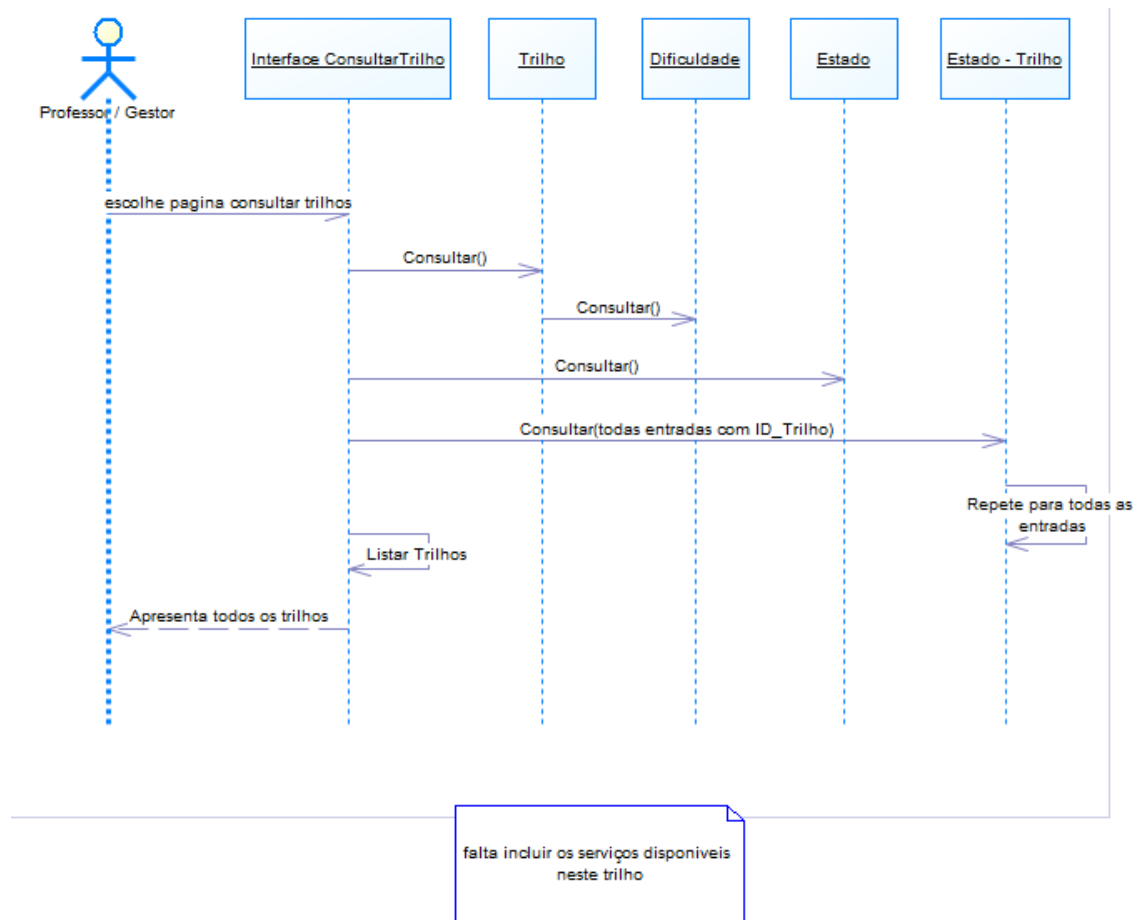 Professor / Gestor
Interface ConsultarTrilho
Trilho
Dificuldade
Estado
Estado - Trilho
escolhe pagina consultar trilhos
Consultar()
Consultar()
Consultar()
Consultar(todas entradas com ID_Trilho)
Repete para todas as
entradas
Listar Trilhos
Apresenta todos os trilhos
falta incluir os serviços disponiveis
neste trilho